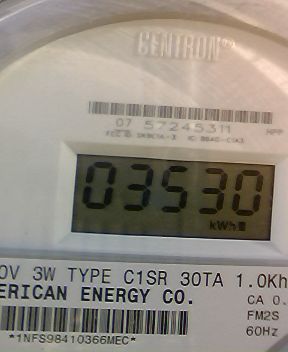 CENTRON®
07 57245311
HPP
03530
kWh
0V 3W TYPE C1SR 30TA 1.0Kh
ERICAN ENERGY CO.
CA 0.
FM2S
60Hz
*1NFS98410366MEC*